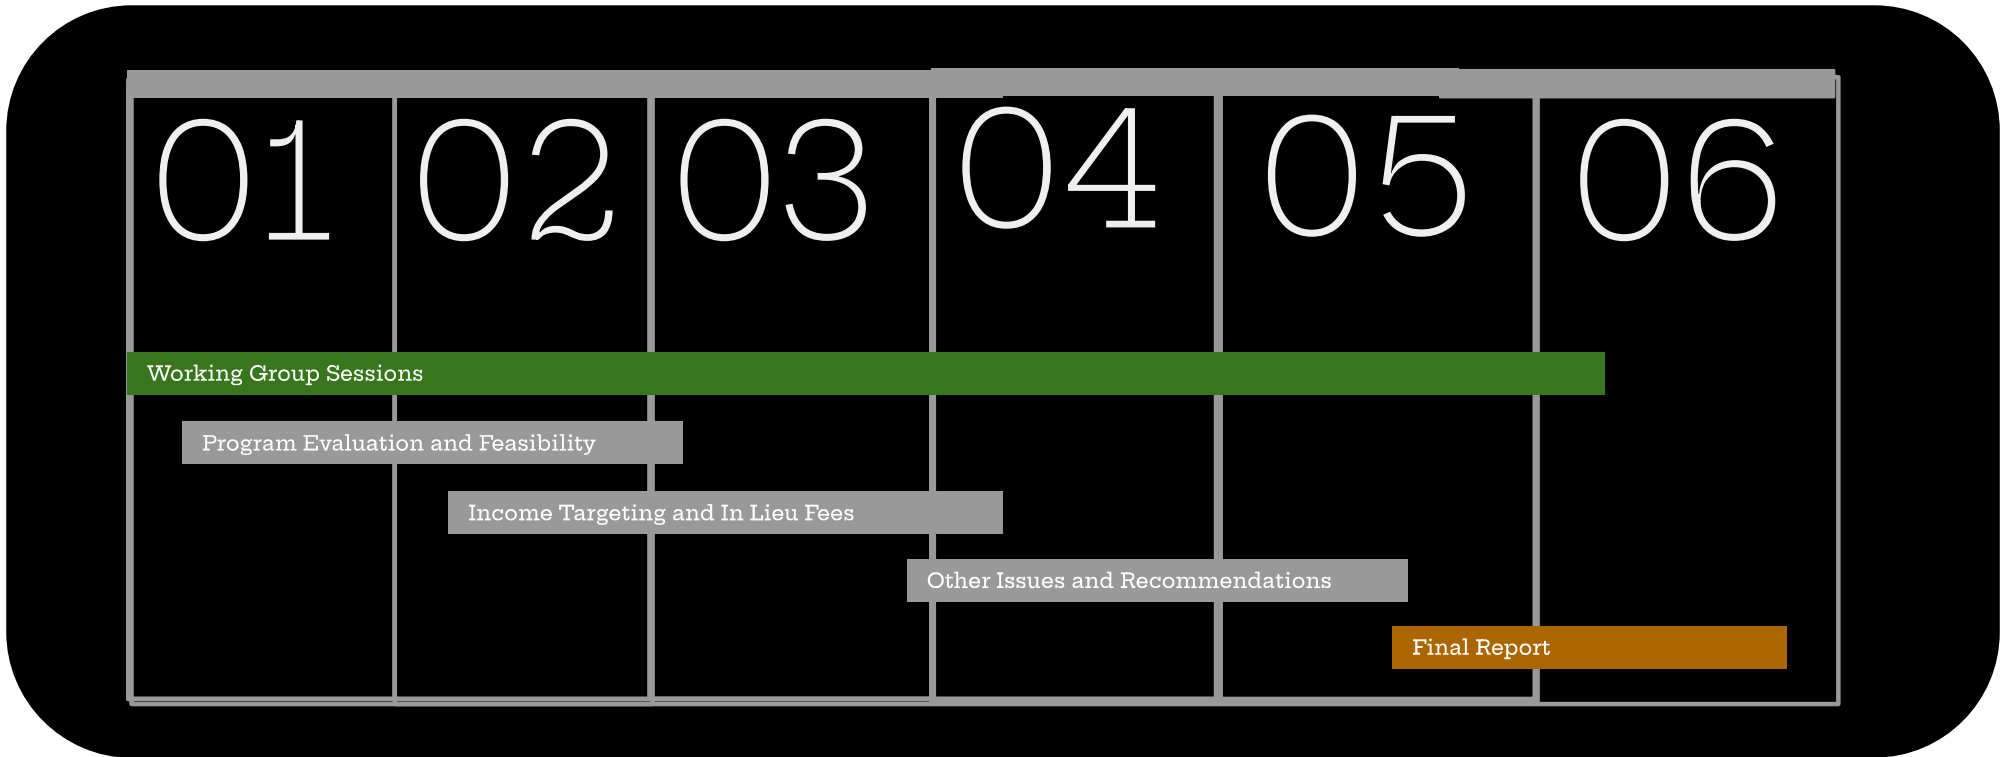 01 02 03 04 05 06
Working Group Sessions
Program Evaluation and Feasibility
Income Targeting and In Lieu Fees
Other Issues and Recommendations
Final Report